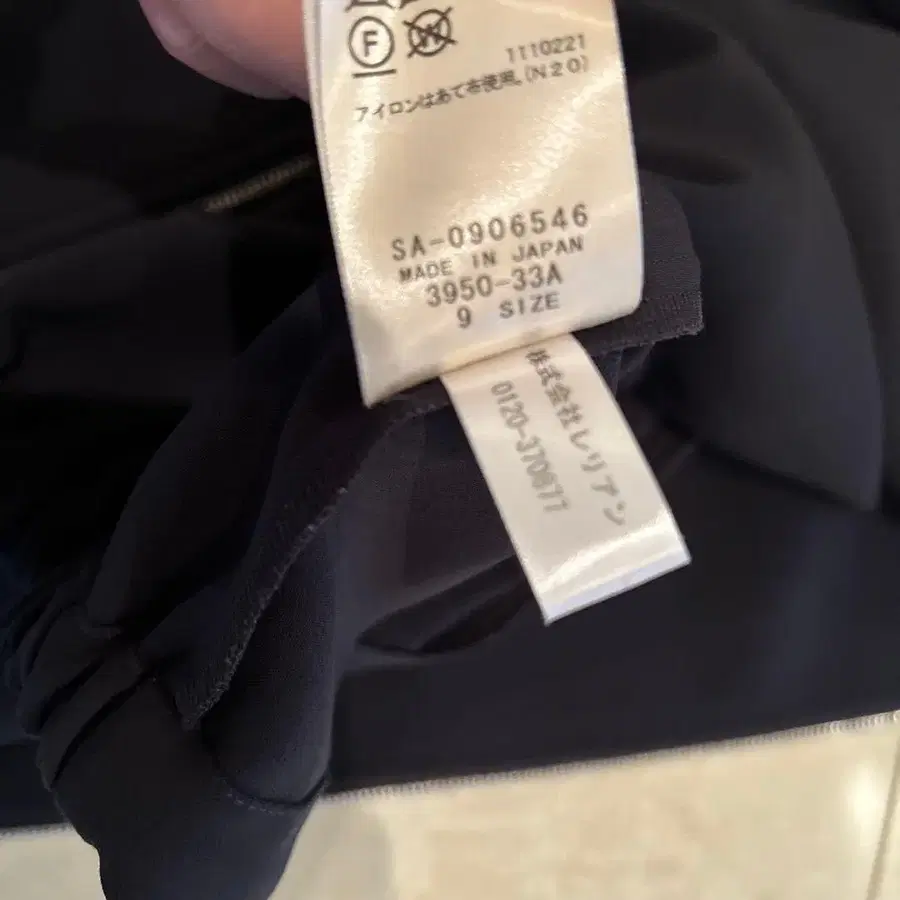 F
W
1110221
アイロンはあて布使用。(N20)
SA-0906546
MADE IN JAPAN
3950-33A
9 SIZE
株式会社レリアン
0120-370877